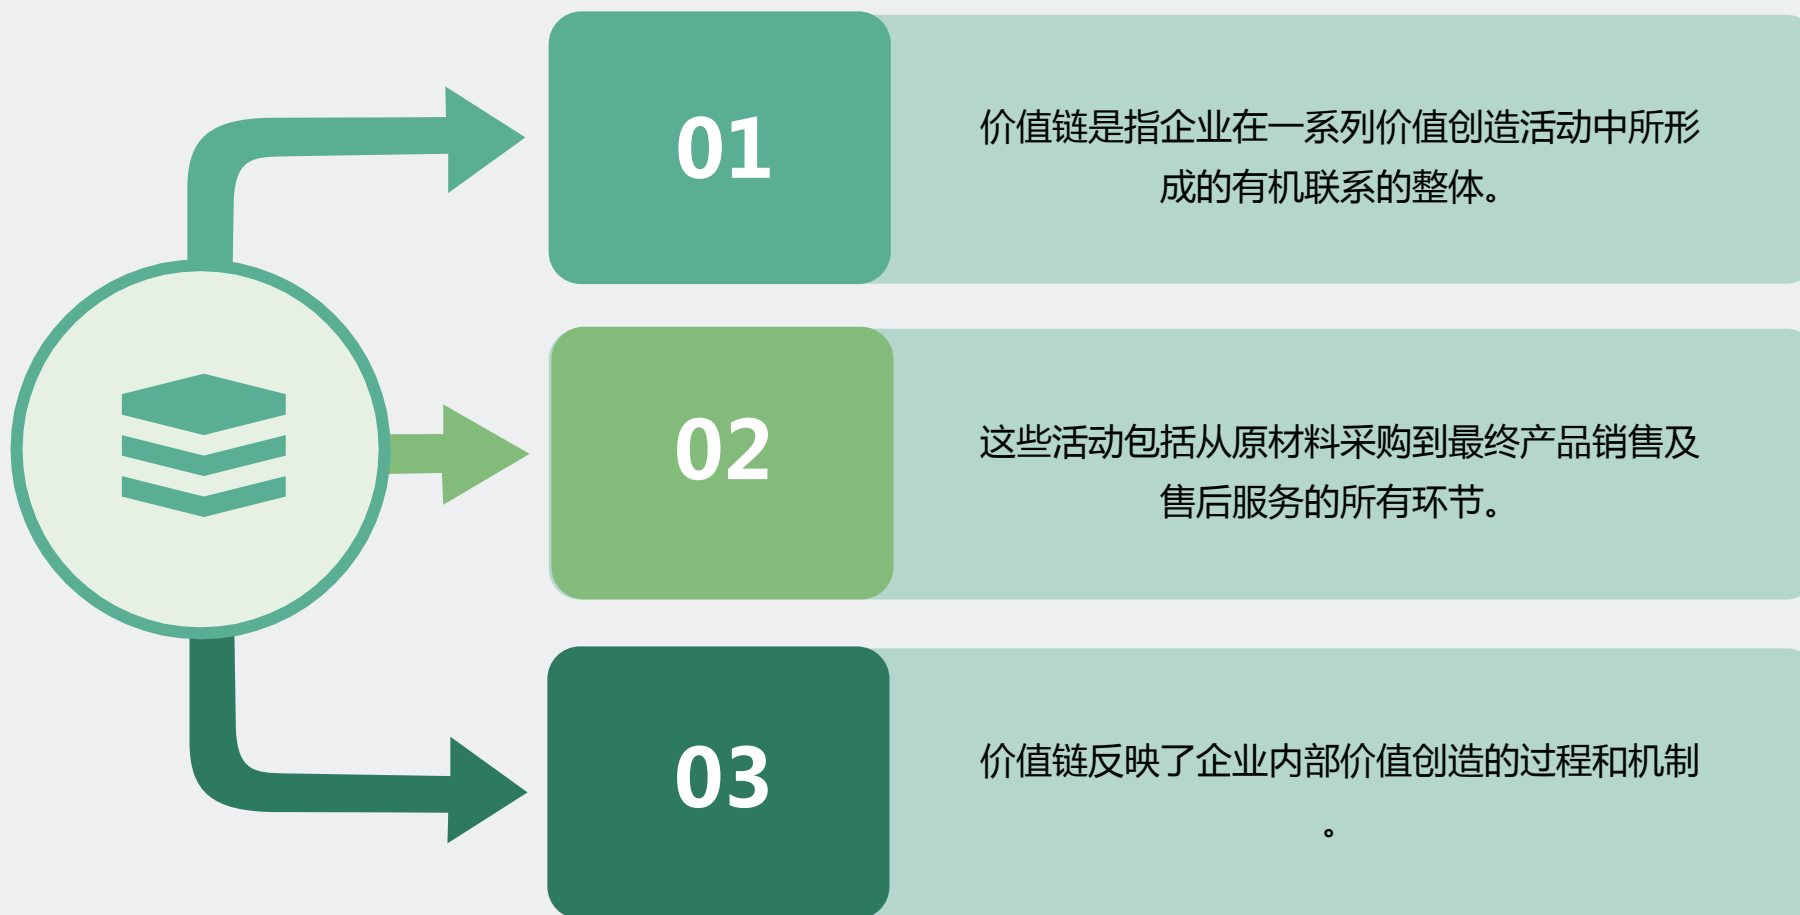 01
价值链是指企业在一系列价值创造活动中所形
成的有机联系的整体。
02
这些活动包括从原材料采购到最终产品销售及
售后服务的所有环节。
03
价值链反映了企业内部价值创造的过程和机制
。